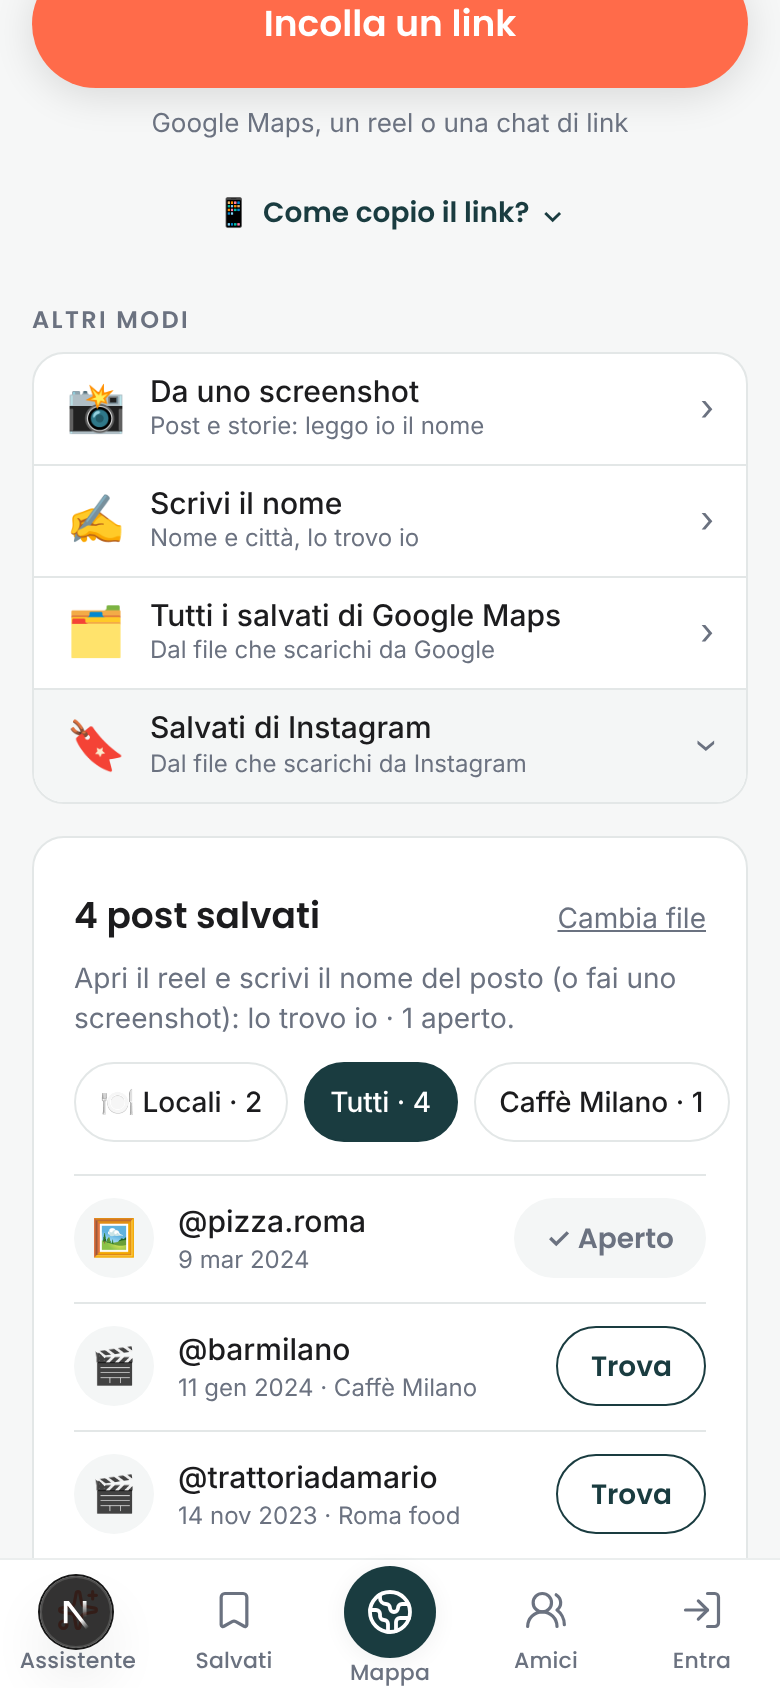 Incolla un link
Google Maps, un reel o una chat di link
Come copio il link?
ALTRI MODI
Da uno screenshot
Post e storie: leggo io il nome
Scrivi il nome
Nome e città, lo trovo io
Tutti i salvati di Google Maps
Dal file che scarichi da Google
Salvati di Instagram
Dal file che scarichi da Instagram
4 post salvati
Cambia file
Apri il reel e scrivi il nome del posto (o fai uno
screenshot): lo trovo io · 1 aperto.
Locali · 2
Tutti · 4
Caffè Milano · 1
@pizza.roma
9 mar 2024
✓ Aperto
@barmilano
11 gen 2024 · Caffè Milano
Trova
@trattoriadamario
14 nov 2023 · Roma food
Trova
N
Assistente
Salvati
Mappa
Amici
Entra